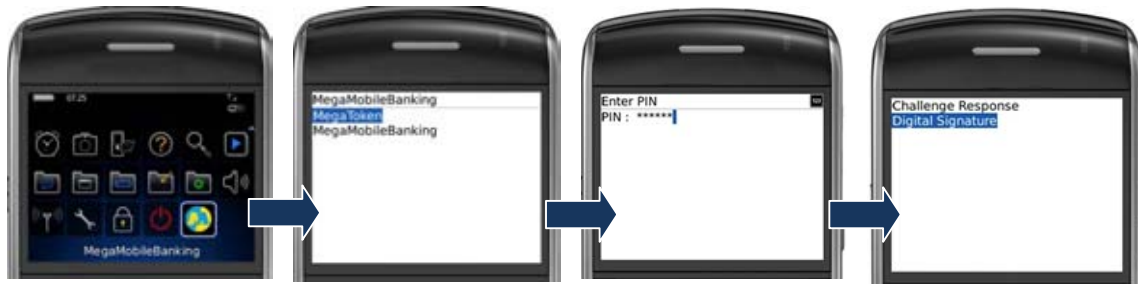 07:25
MegaMobileBanking
MegaMobileBanking
MegaToken
MegaMobileBanking
Enter PIN
PIN : ******
Challenge Response
Digital Signature